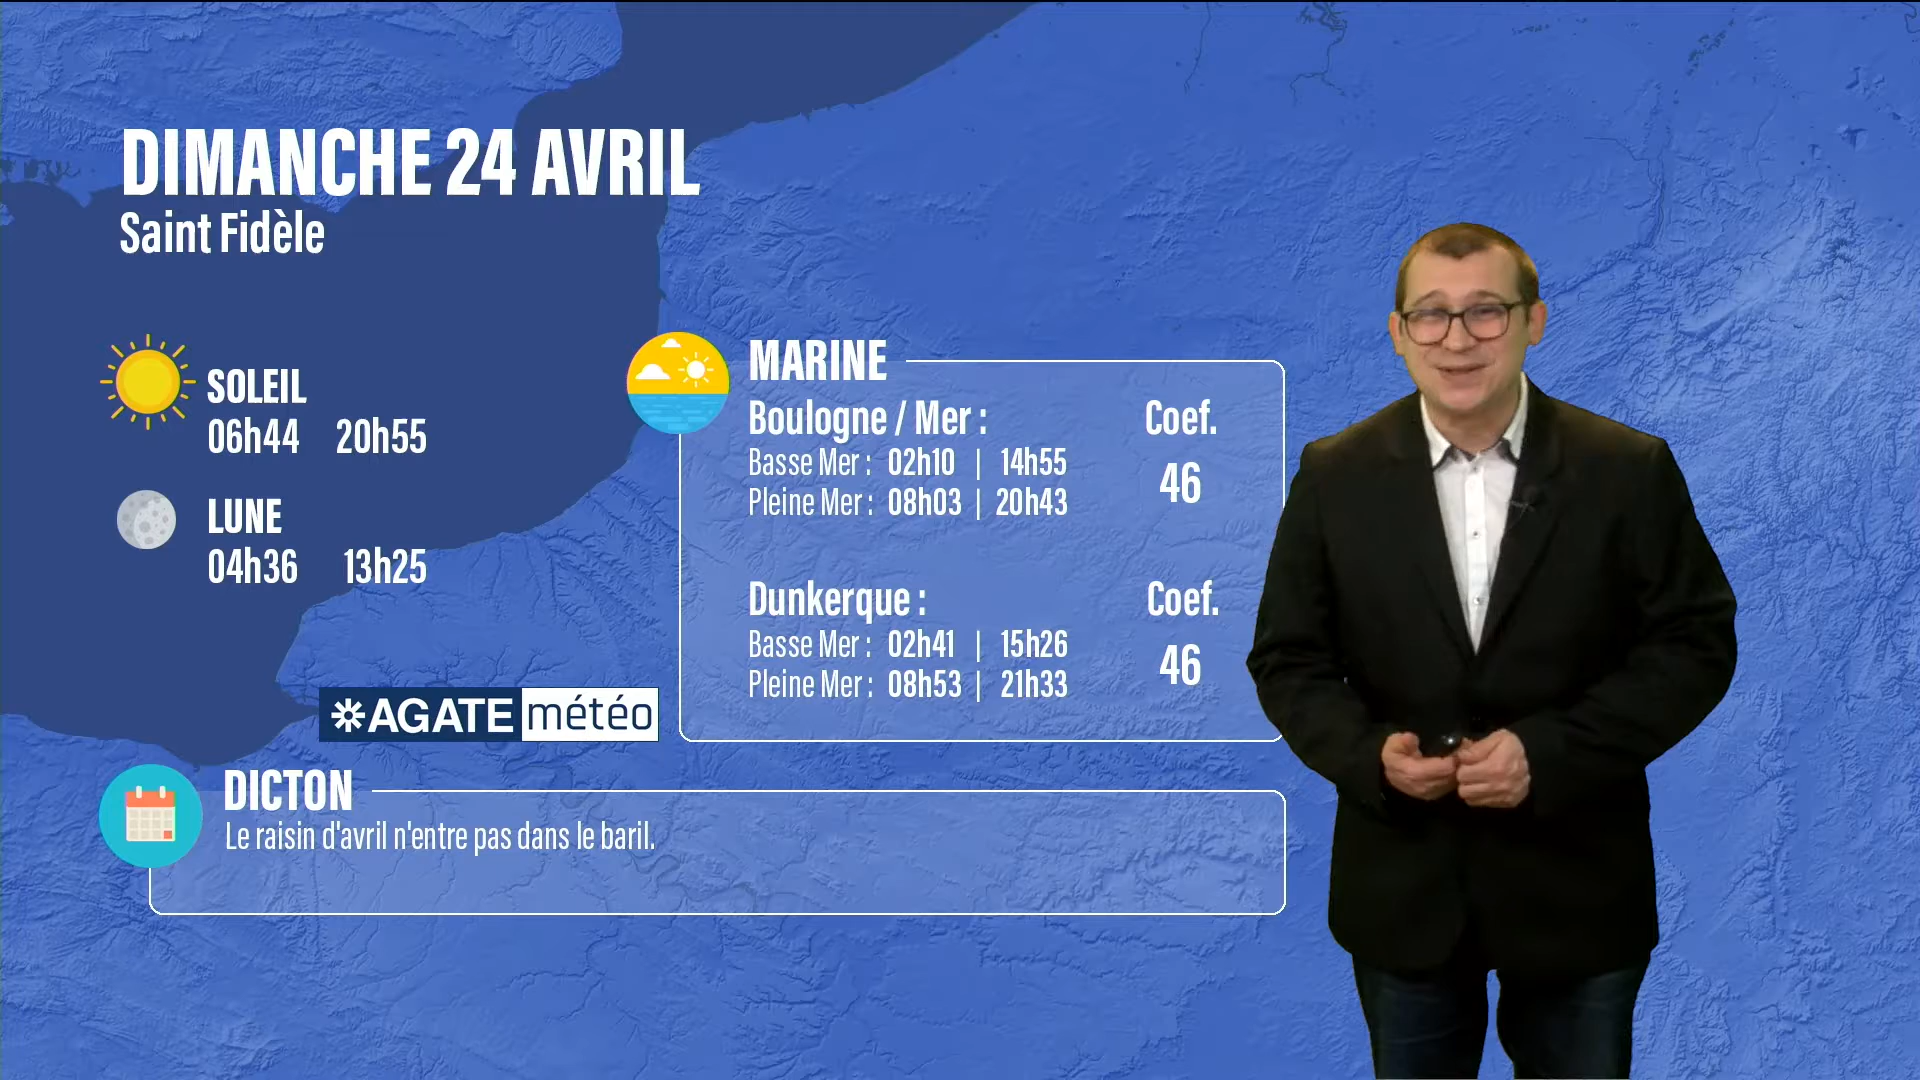 DIMANCHE 24 AVRIL
Saint Fidèle
SOLEIL
06h44 20h55
LUNE
04h36 13h25
MARINE
Boulogne / Mer : Coef.
Basse Mer : 02h10 | 14h55
46
Pleine Mer : 08h03 | 20h43
Dunkerque : Coef.
Basse Mer : 02h41 | 15h26
46
Pleine Mer : 08h53 | 21h33
AGATE météo
DICTON
Le raisin d'avril n'entre pas dans le baril.